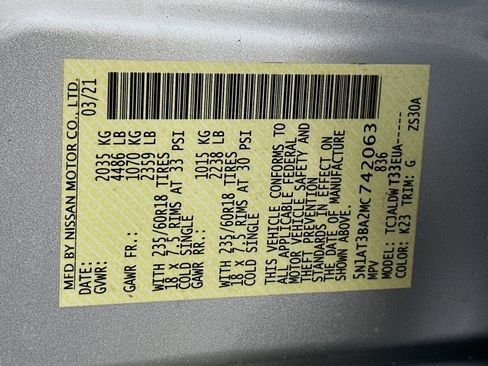 MFD BY NISSAN MOTOR CO., LTD.
DATE: 03/21
GVWR: 2035 KG
4486 LB
GAWR FR.: 1070 KG
2359 LB
WITH 235/60R18 TIRES
18 X 7.5 RIMS AT 33 PSI
COLD SINGLE
GAWR RR.: 1015 KG
2238 LB
WITH 235/60R18 TIRES
18 X 7.5 RIMS AT 30 PSI
COLD SINGLE
THIS VEHICLE CONFORMS TO
ALL APPLICABLE FEDERAL
MOTOR VEHICLE SAFETY AND
THEFT PREVENTION
STANDARDS IN EFFECT ON
THE DATE OF MANUFACTURE
SHOWN ABOVE.
5N1AT3BA2MC742063
MPV 836
MODEL: TCJALDWT33EUA-----
COLOR: K23 TRIM: G ZS30A